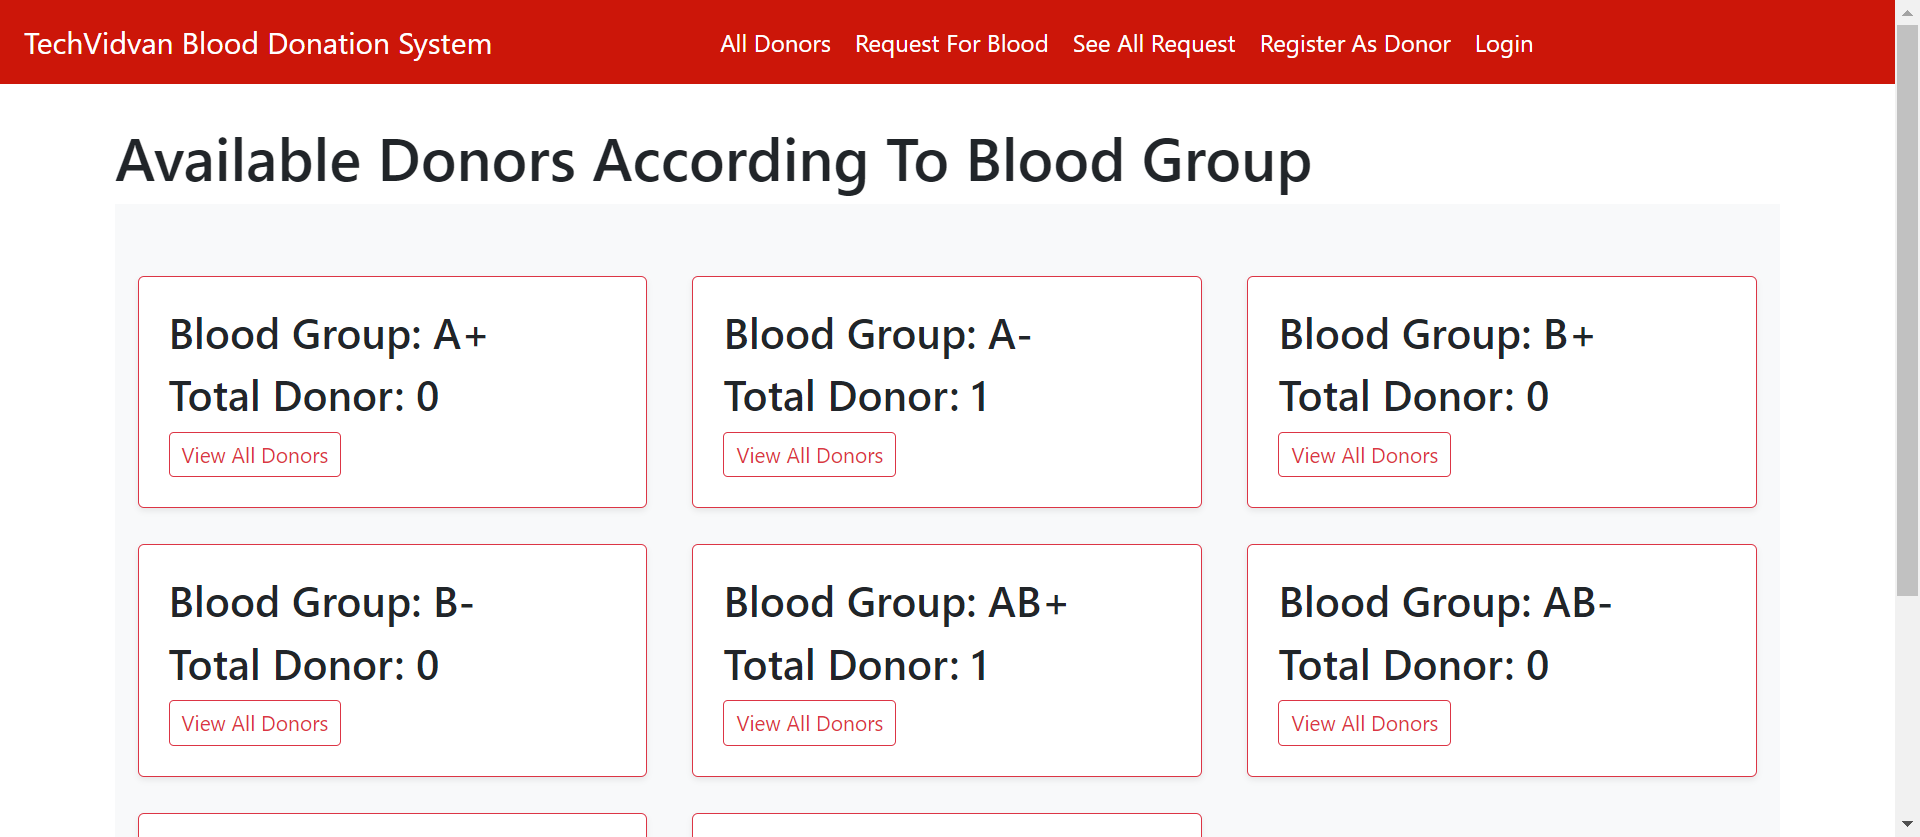 TechVidvan Blood Donation System
All Donors Request For Blood See All Request Register As Donor Login
Available Donors According To Blood Group
Blood Group: A+
Total Donor: 0
View All Donors
Blood Group: A-
Total Donor: 1
View All Donors
Blood Group: B+
Total Donor: 0
View All Donors
Blood Group: B-
Total Donor: 0
View All Donors
Blood Group: AB+
Total Donor: 1
View All Donors
Blood Group: AB-
Total Donor: 0
View All Donors